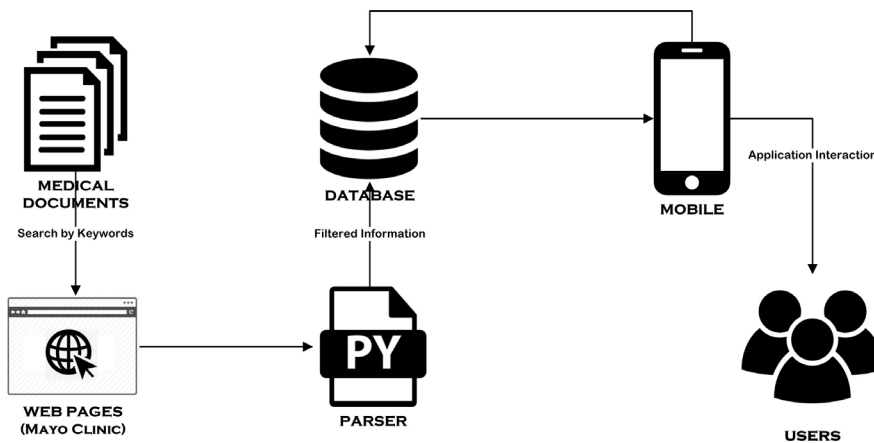 MEDICAL
DOCUMENTS
Search by Keywords
WEB PAGES
(MAYO CLINIC)
PY
PARSER
Filtered Information
DATABASE
MOBILE
Application Interaction
USERS